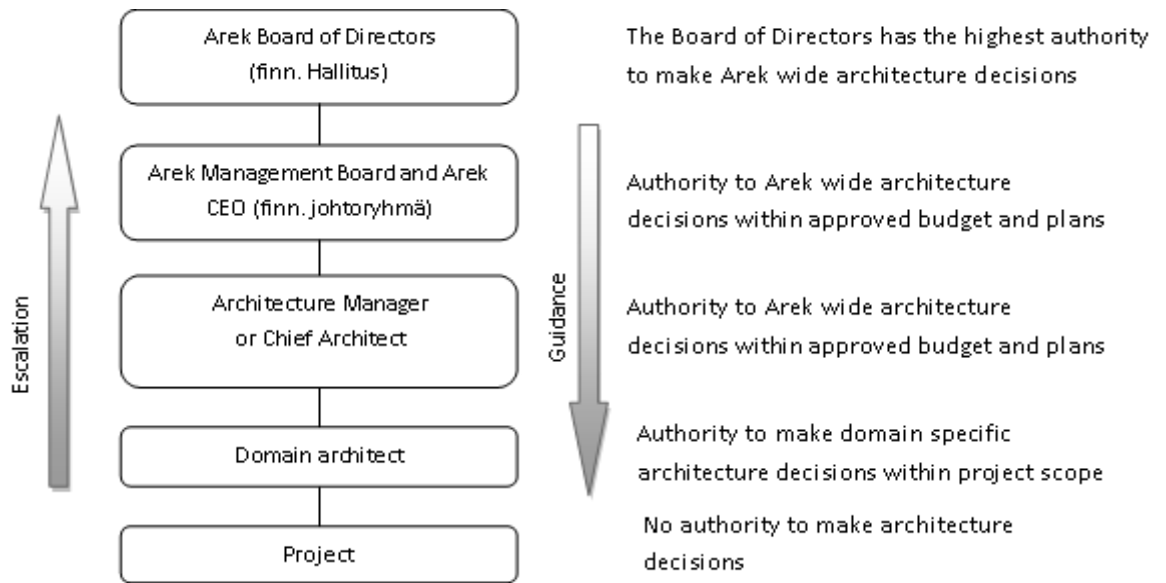 Arek Board of Directors
(finn. Hallitus)
The Board of Directors has the highest authority
to make Arek wide architecture decisions
Arek Management Board and Arek
CEO (finn. johtoryhmä)
Authority to Arek wide architecture
decisions within approved budget and plans
Escalation
Architecture Manager
or Chief Architect
Guidance
Authority to Arek wide architecture
decisions within approved budget and plans
Domain architect
Authority to make domain specific
architecture decisions within project scope
Project
No authority to make architecture
decisions